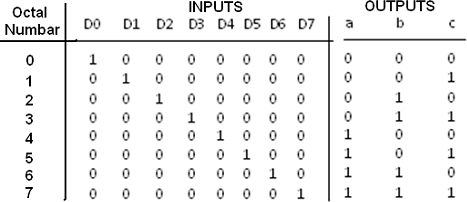 Octal Numbar INPUTS OUTPUTS
D0 D1 D2 D3 D4 D5 D6 D7 a b c
0 1 0 0 0 0 0 0 0 0 0 0
1 0 1 0 0 0 0 0 0 0 0 1
2 0 0 1 0 0 0 0 0 0 1 0
3 0 0 0 1 0 0 0 0 0 1 1
4 0 0 0 0 1 0 0 0 1 0 0
5 0 0 0 0 0 1 0 0 1 0 1
6 0 0 0 0 0 0 1 0 1 1 0
7 0 0 0 0 0 0 0 1 1 1 1